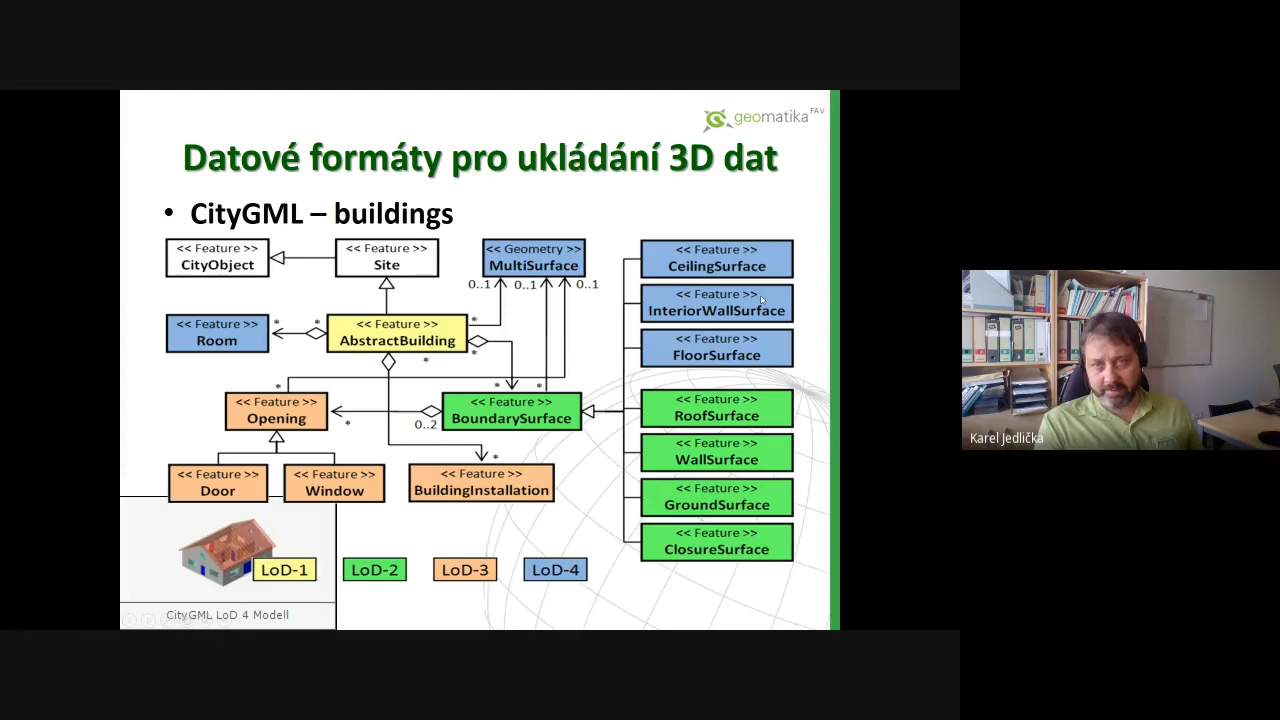 geomatika FAV
Datové formáty pro ukládání 3D dat
• CityGML – buildings
<< Feature >>
CityObject
<< Feature >>
Site
<< Geometry >>
MultiSurface
<< Feature >>
CeilingSurface
0..1
0..1
0..1
<< Feature >>
InteriorWallSurface
<< Feature >>
Room
*
*
<< Feature >>
AbstractBuilding
*
*
*
<< Feature >>
FloorSurface
*
*
*
<< Feature >>
Opening
*
0..2
<< Feature >>
BoundarySurface
<< Feature >>
RoofSurface
<< Feature >>
WallSurface
*
<< Feature >>
Door
<< Feature >>
Window
<< Feature >>
BuildingInstallation
<< Feature >>
GroundSurface
<< Feature >>
ClosureSurface
LoD-1
LoD-2
LoD-3
LoD-4
CityGML LoD 4 Modell
Karel Jedlička